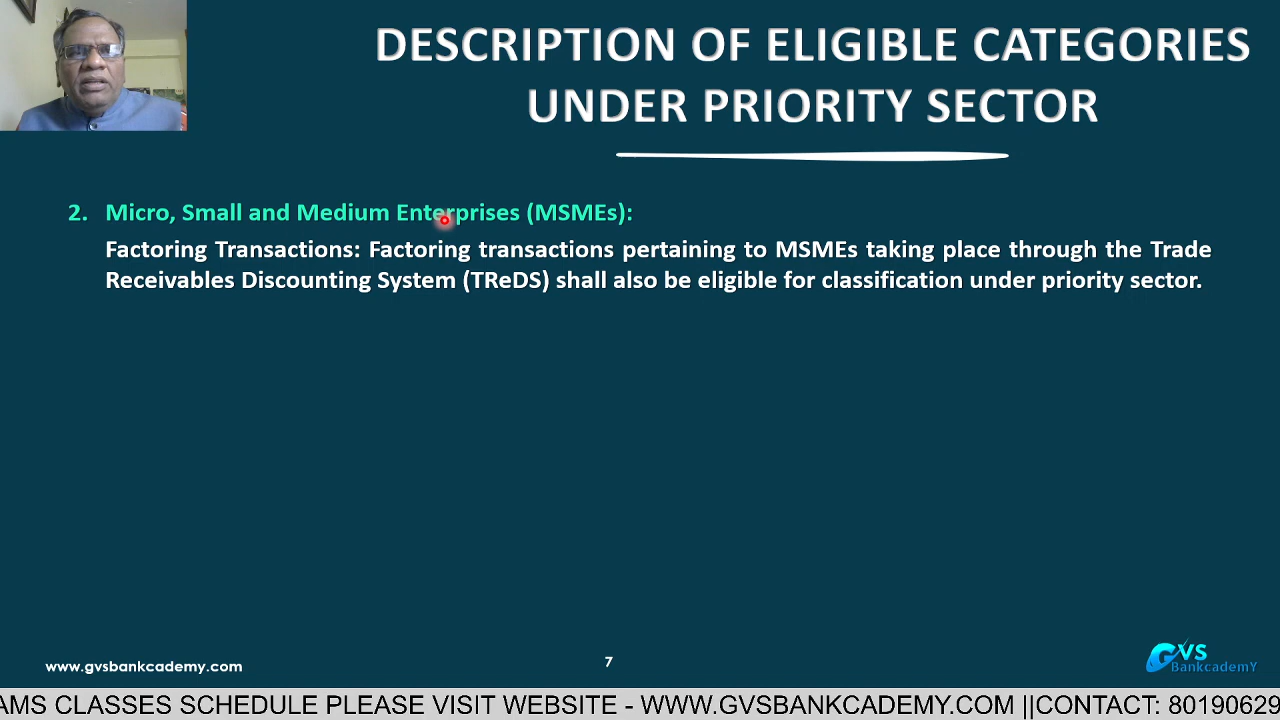 DESCRIPTION OF ELIGIBLE CATEGORIES
UNDER PRIORITY SECTOR
2. Micro, Small and Medium Enterprises (MSMEs):
Factoring Transactions: Factoring transactions pertaining to MSMEs taking place through the Trade
Receivables Discounting System (TReDS) shall also be eligible for classification under priority sector.
www.gvsbankcademy.com
7
GVS
BankcademY
AMS CLASSES SCHEDULE PLEASE VISIT WEBSITE - WWW.GVSBANKCADEMY.COM ||CONTACT: 80190629